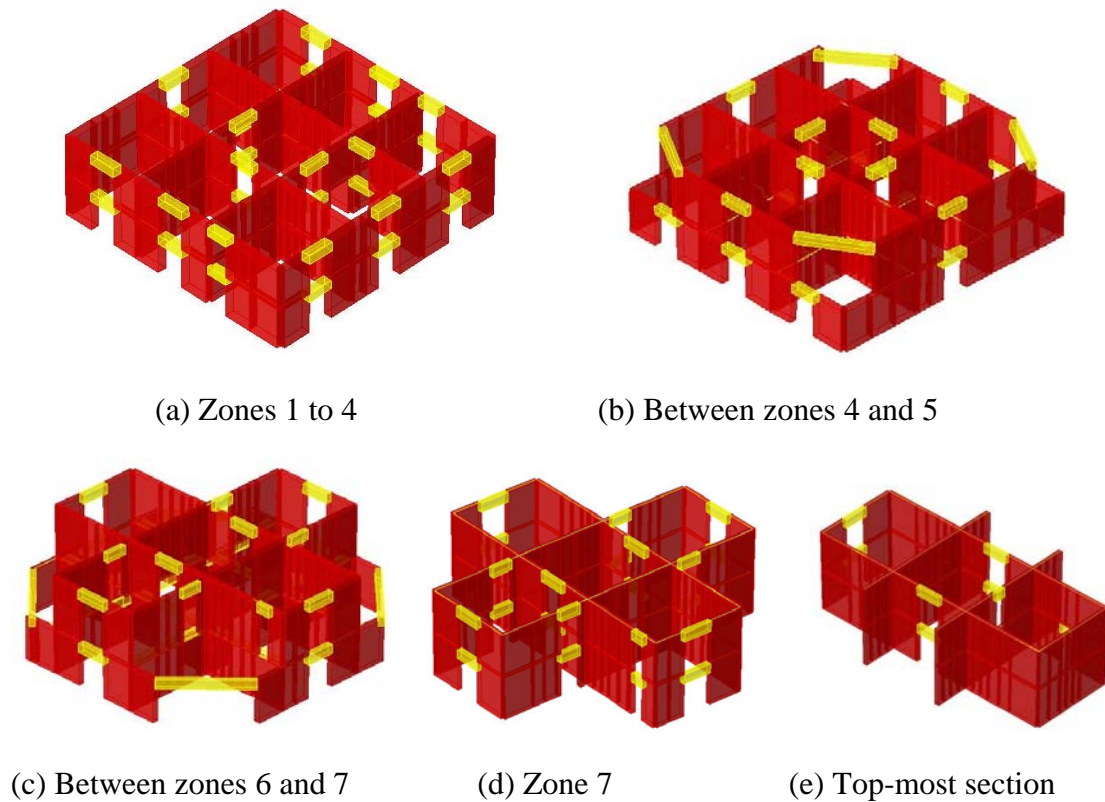 (a) Zones 1 to 4
(b) Between zones 4 and 5
(c) Between zones 6 and 7
(d) Zone 7
(e) Top-most section